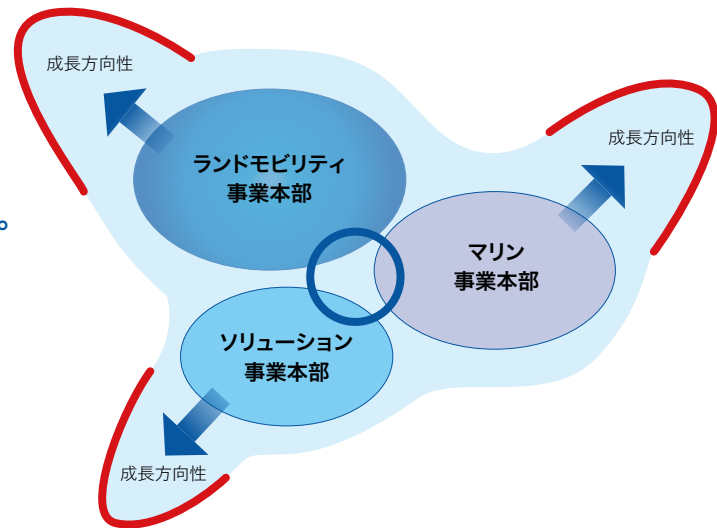 成長方向性
ランドモビリティ
事業本部
成長方向性
。
マリン
事業本部
ソリューション
事業本部
成長方向性